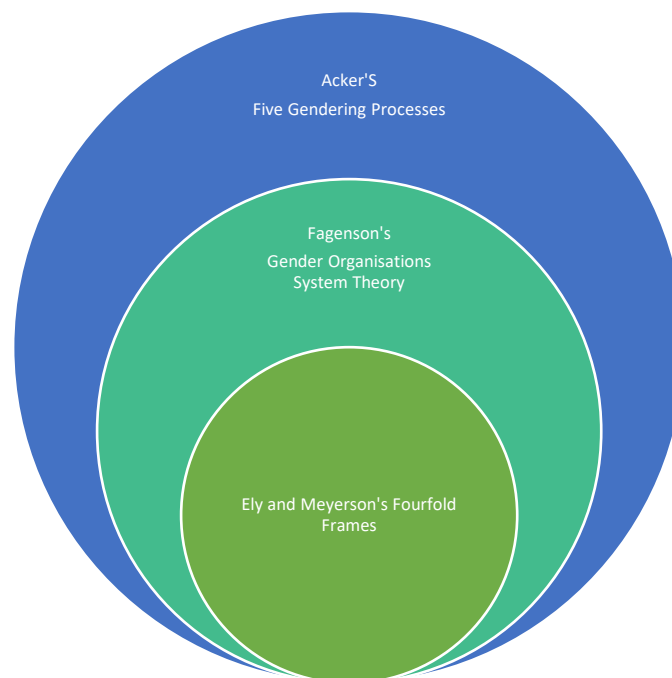 Acker'S
Five Gendering Processes
Fagenson's
Gender Organisations
System Theory
Ely and Meyerson's Fourfold
Frames